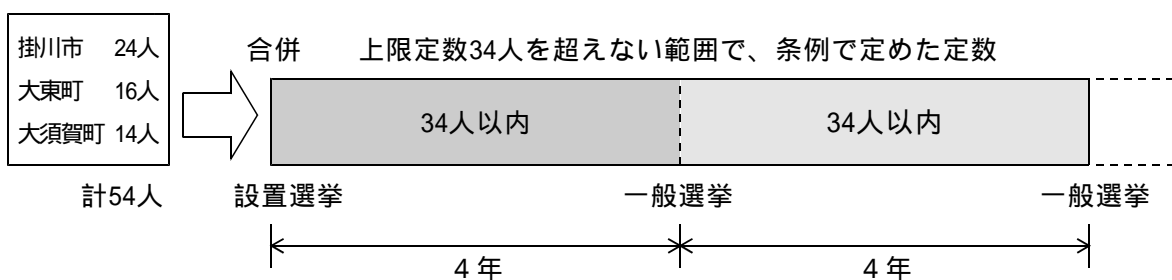 掛川市 24人
大東町 16人
大須賀町 14人
計54人
合併 上限定数34人を超えない範囲で、条例で定めた定数
34人以内 34人以内
設置選挙 一般選挙 一般選挙
4年 4年